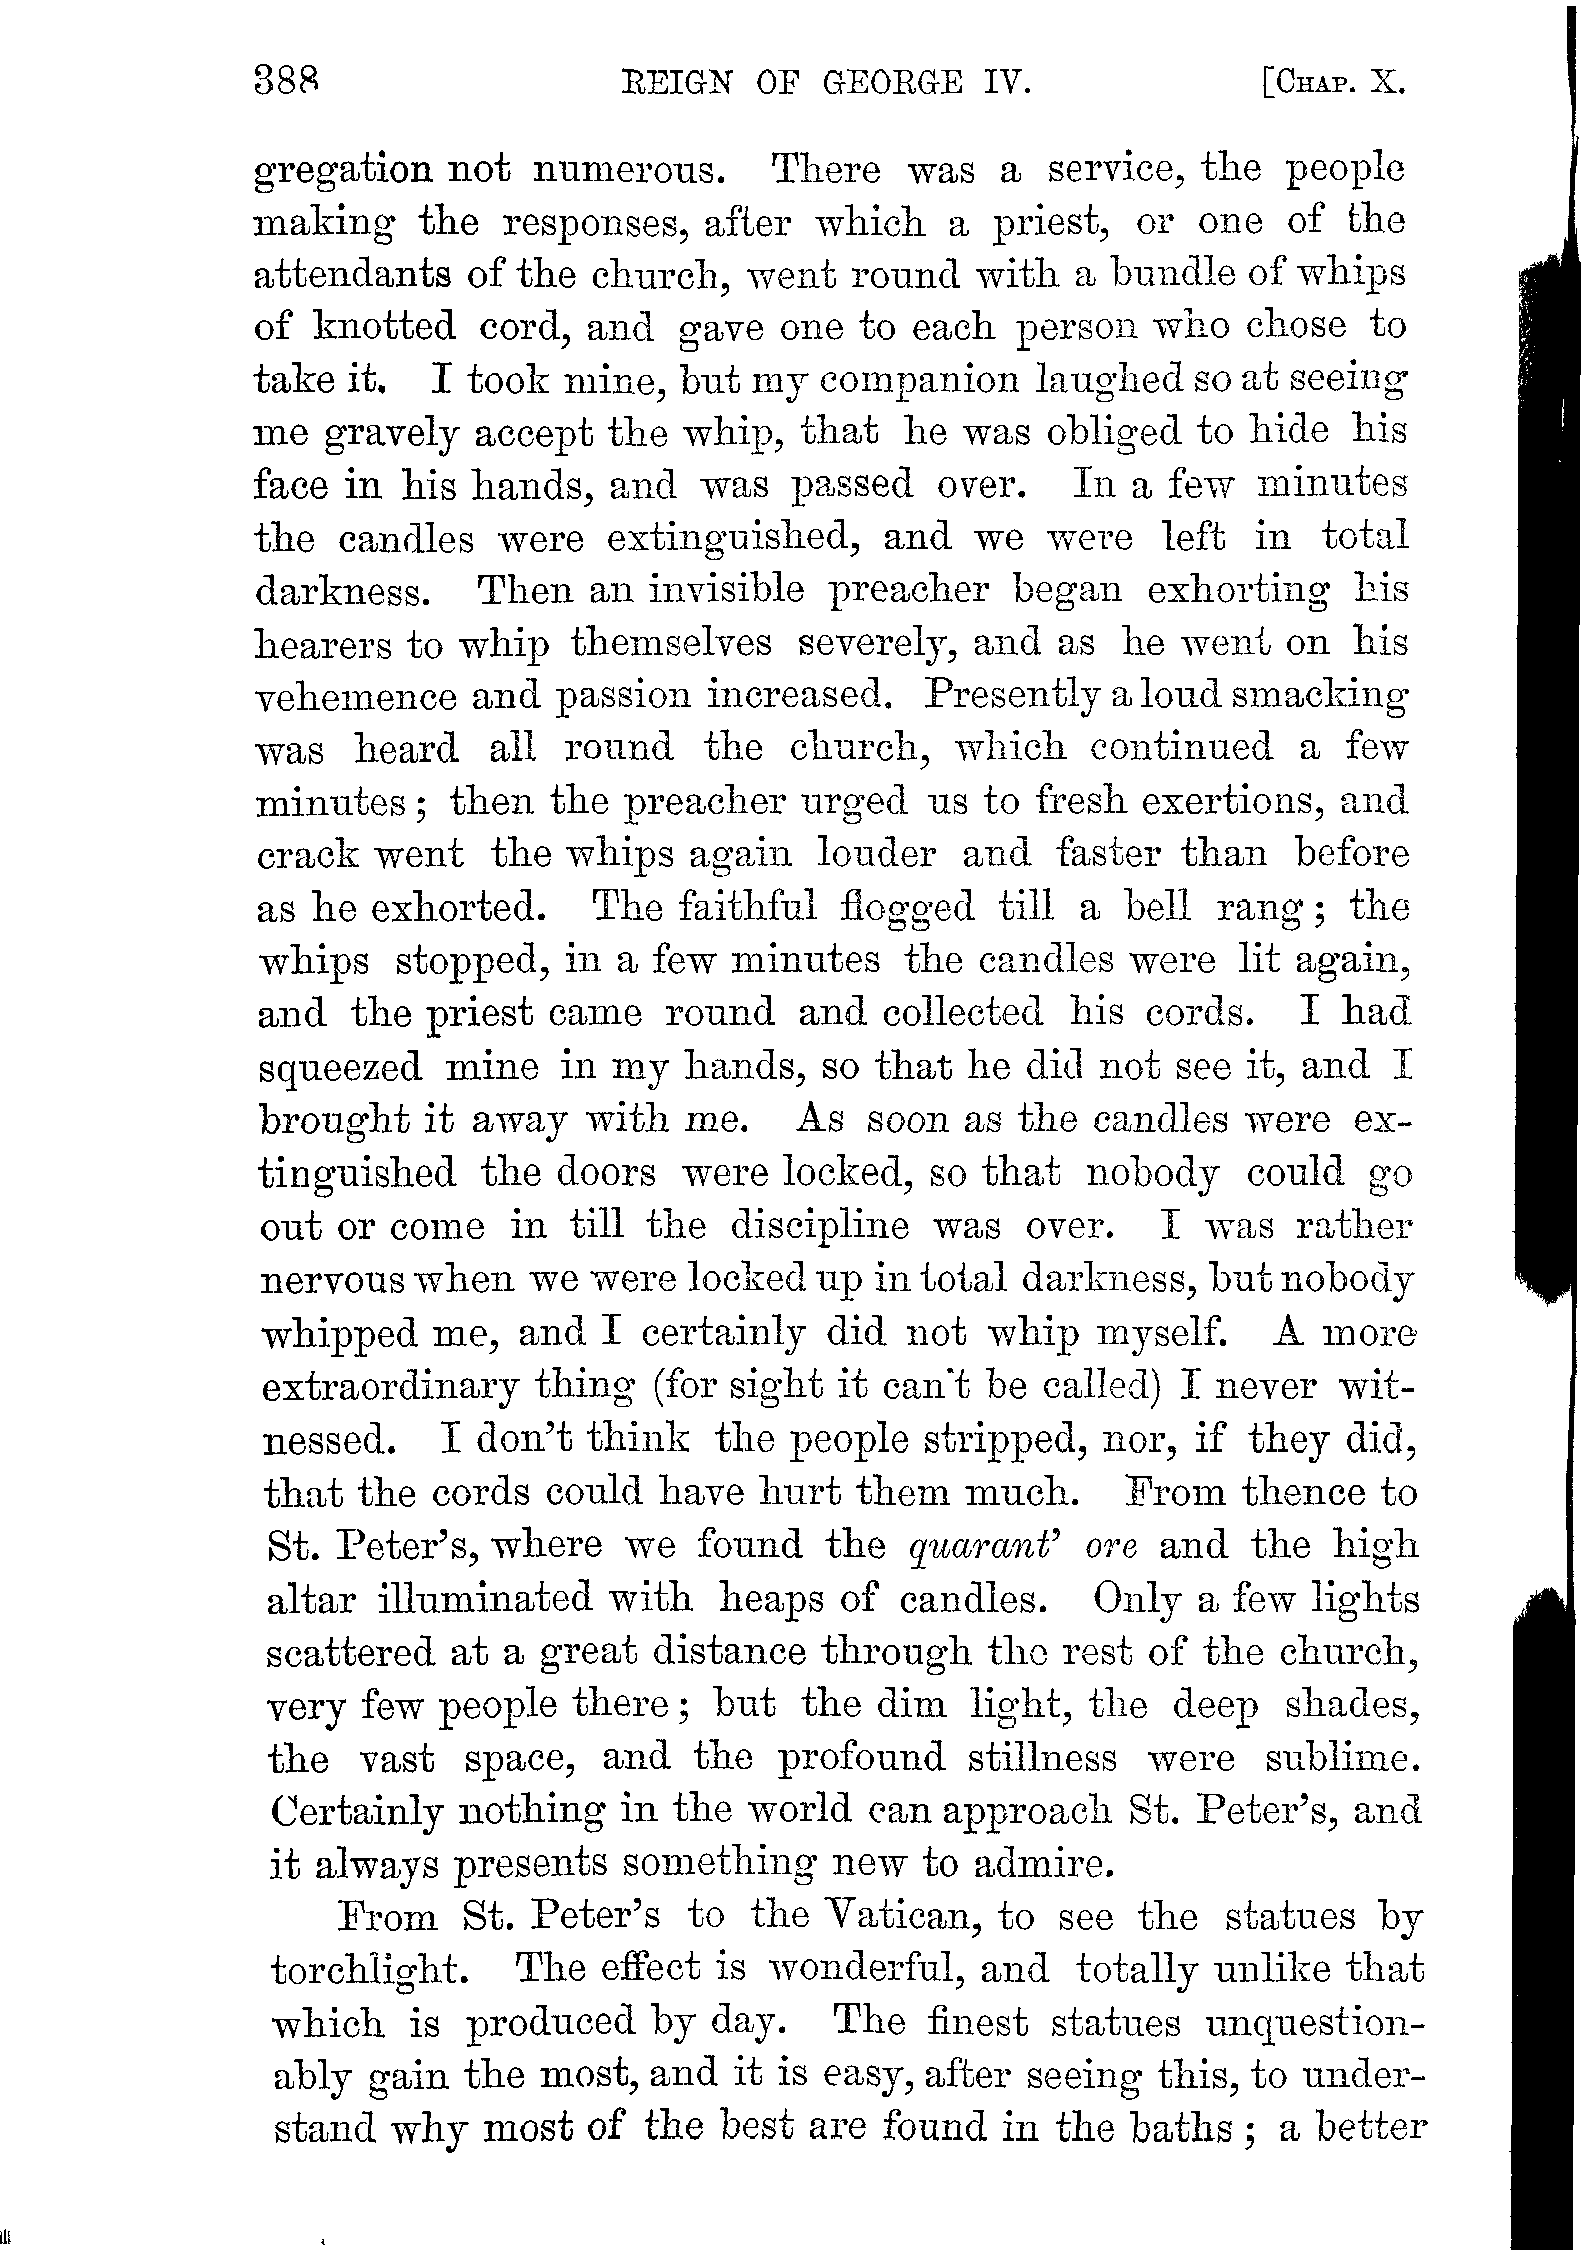 388 REIGN OF GEORGE IV. [CHAP. X.
gregation not numerous. There was a service, the people
making the responses, after which a priest, or one of the
attendants of the church, went round with a bundle of whips
of knotted cord, and gave one to each person who chose to
take it. I took mine, but my companion laughed so at seeing
me gravely accept the whip, that he was obliged to hide his
face in his hands, and was passed over. In a few minutes
the candles were extinguished, and we were left in total
darkness. Then an invisible preacher began exhorting his
hearers to whip themselves severely, and as he went on his
vehemence and passion increased. Presently a loud smacking
was heard all round the church, which continued a few
minutes; then the preacher urged us to fresh exertions, and
crack went the whips again louder and faster than before
as he exhorted. The faithful flogged till a bell rang; the
whips stopped, in a few minutes the candles were lit again,
and the priest came round and collected his cords. I had
squeezed mine in my hands, so that he did not see it, and I
brought it away with me. As soon as the candles were ex-
tinguished the doors were locked, so that nobody could go
out or come in till the discipline was over. I was rather
nervous when we were locked up in total darkness, but nobody
whipped me, and I certainly did not whip myself. A more
extraordinary thing (for sight it can't be called) I never wit-
nessed. I don't think the people stripped, nor, if they did,
that the cords could have hurt them much. From thence to
St. Peter's, where we found the quarant' ore and the high
altar illuminated with heaps of candles. Only a few lights
scattered at a great distance through the rest of the church,
very few people there; but the dim light, the deep shades,
the vast space, and the profound stillness were sublime.
Certainly nothing in the world can approach St. Peter's, and
it always presents something new to admire.
From St. Peter's to the Vatican, to see the statues by
torchlight. The effect is wonderful, and totally unlike that
which is produced by day. The finest statues unquestion-
ably gain the most, and it is easy, after seeing this, to under-
stand why most of the best are found in the baths; a better